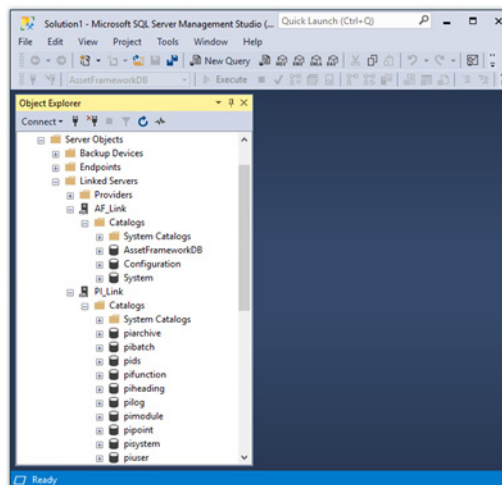 Solution1 - Microsoft SQL Server Management Studio (... Quick Launch (Ctrl+Q)
File Edit View Project Tools Window Help
New Query
AssetFrameworkDB Execute
Object Explorer
Connect
Server Objects
Backup Devices
Endpoints
Linked Servers
Providers
AF_Link
Catalogs
System Catalogs
AssetFrameworkDB
Configuration
System
PI_Link
Catalogs
System Catalogs
piarchive
pibatch
pids
pifunction
piheading
pilog
pimodule
pipoint
pisystem
piuser
Ready